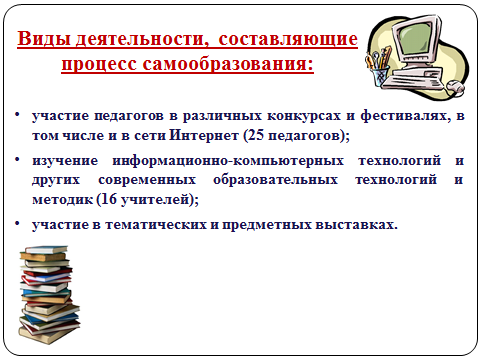 Виды деятельности, составляющие
процесс самообразования:
• участие педагогов в различных конкурсах и фестивалях, в
том числе и в сети Интернет (25 педагогов);
• изучение информационно-компьютерных технологий и
других современных образовательных технологий и
методик (16 учителей);
• участие в тематических и предметных выставках.